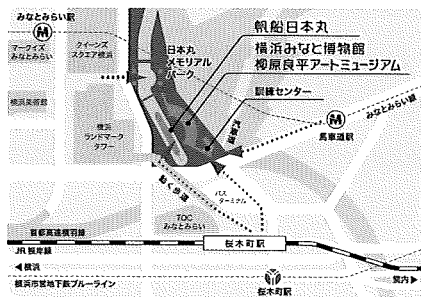 みなとみらい駅
マークイズ
みなとみらい
クイーンズ
スクエア横浜
日本丸
メモリアル
パーク
帆船日本丸
横浜みなと博物館
柳原良平アートミュージアム
訓練センター
みなとみらい線
馬車道駅
汽車道
横浜美術館
横浜
ランドマーク
タワー
動く歩道
バス
ターミナル
TOC
みなとみらい
首都高速横羽線
桜木町駅
JR根岸線
◀横浜
関内▶
横浜市営地下鉄ブルーライン
桜木町駅